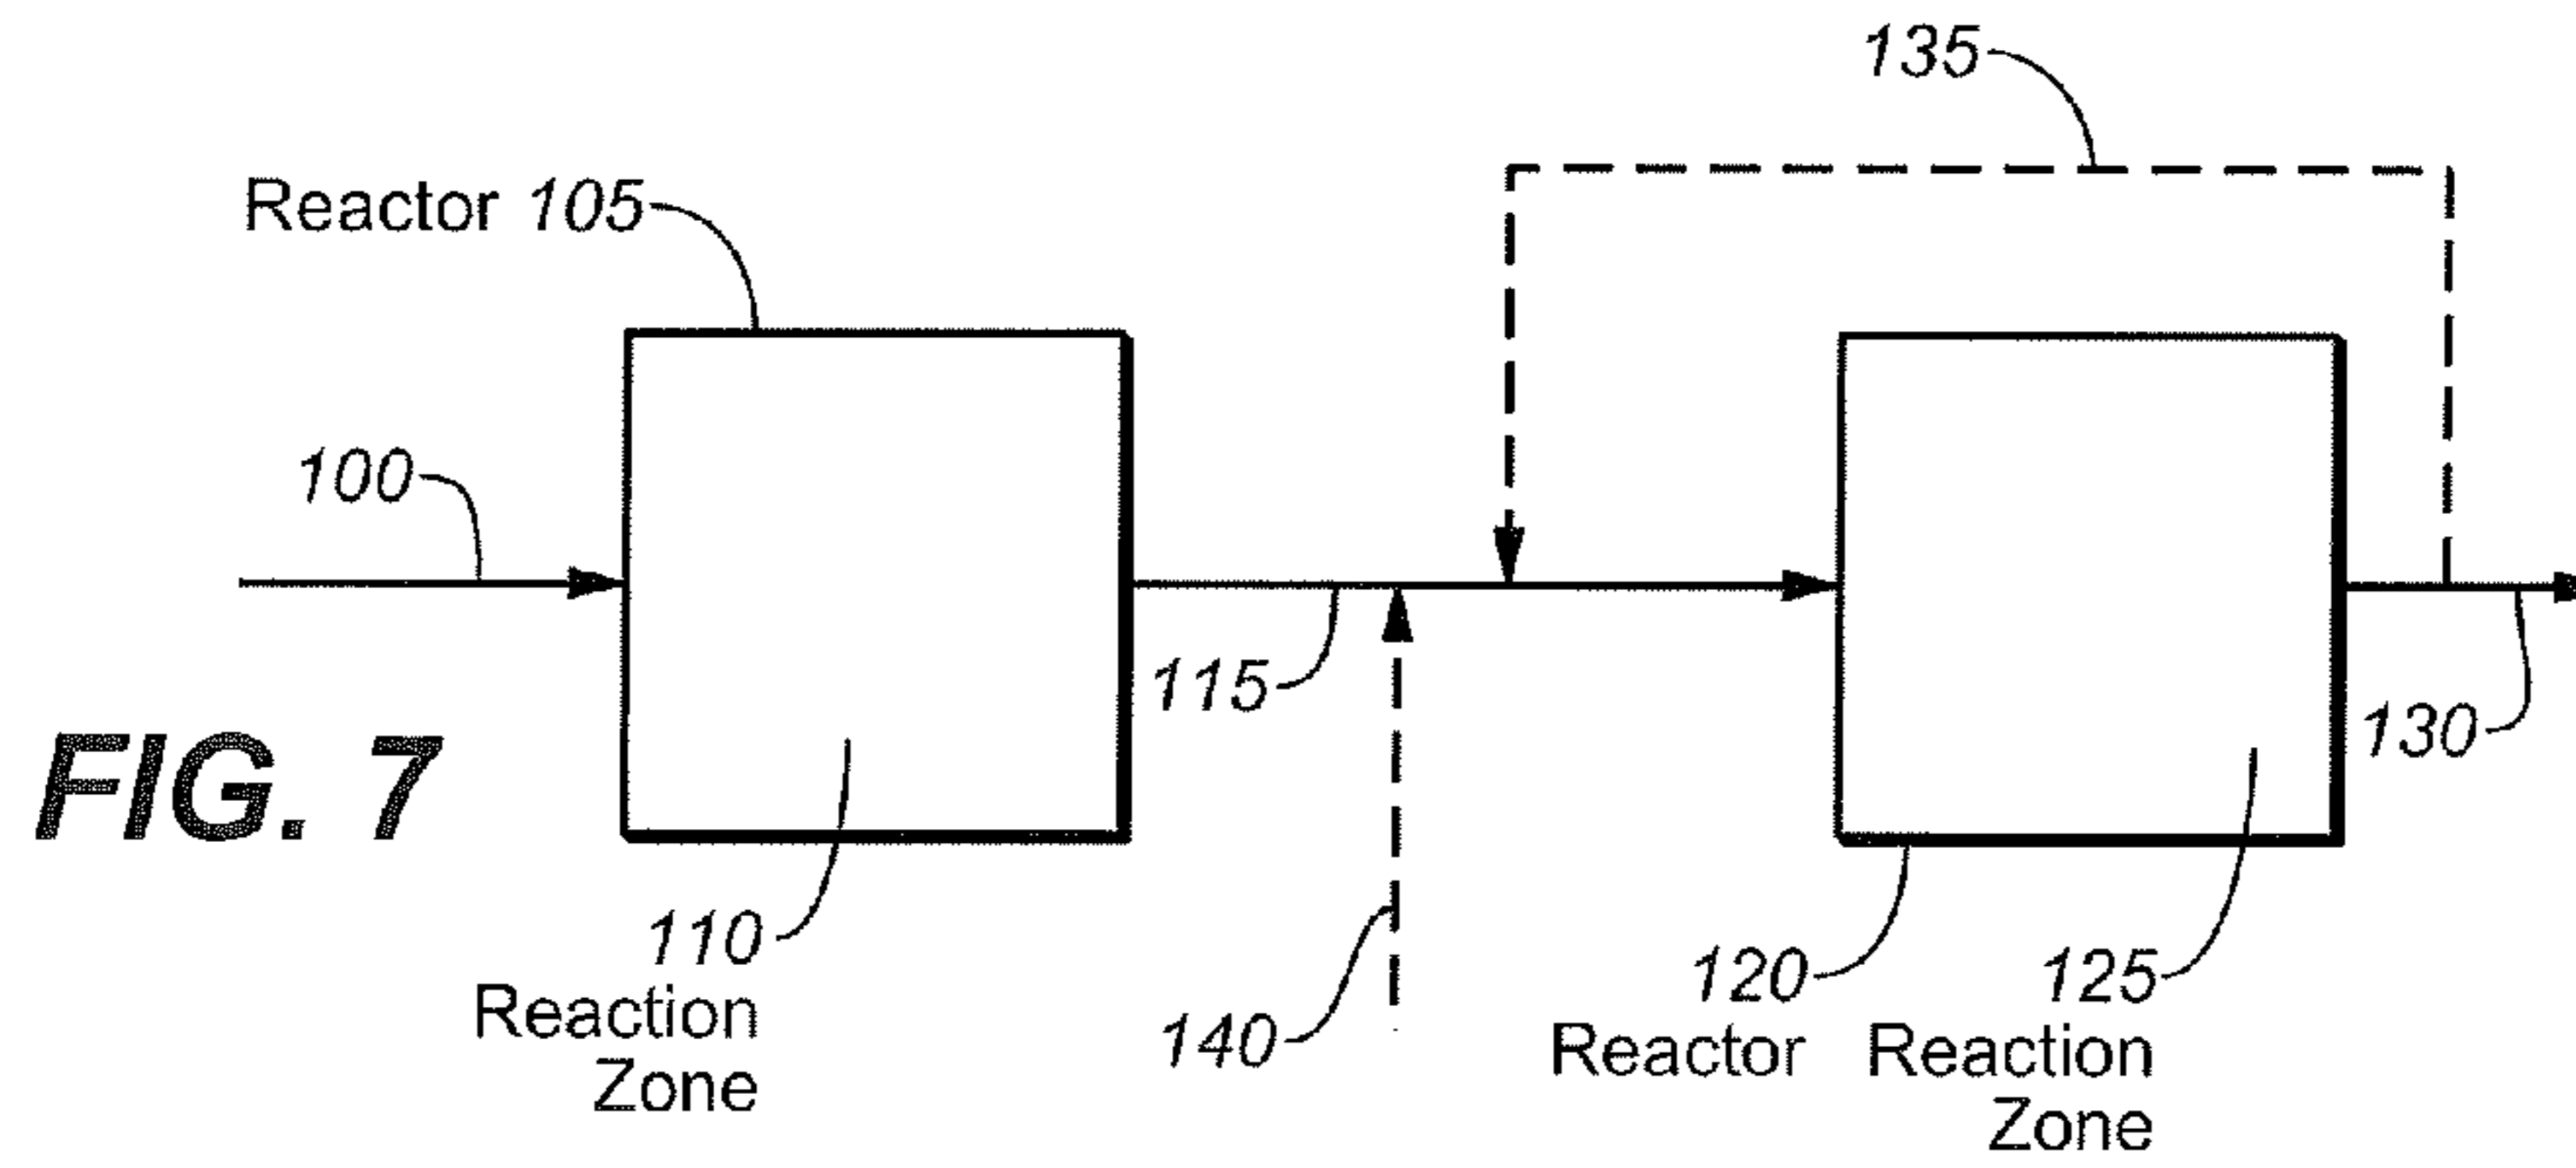 135
Reactor 105
100
115
FIG. 7
130
110
Reaction
Zone
140
120
Reactor
125
Reaction
Zone